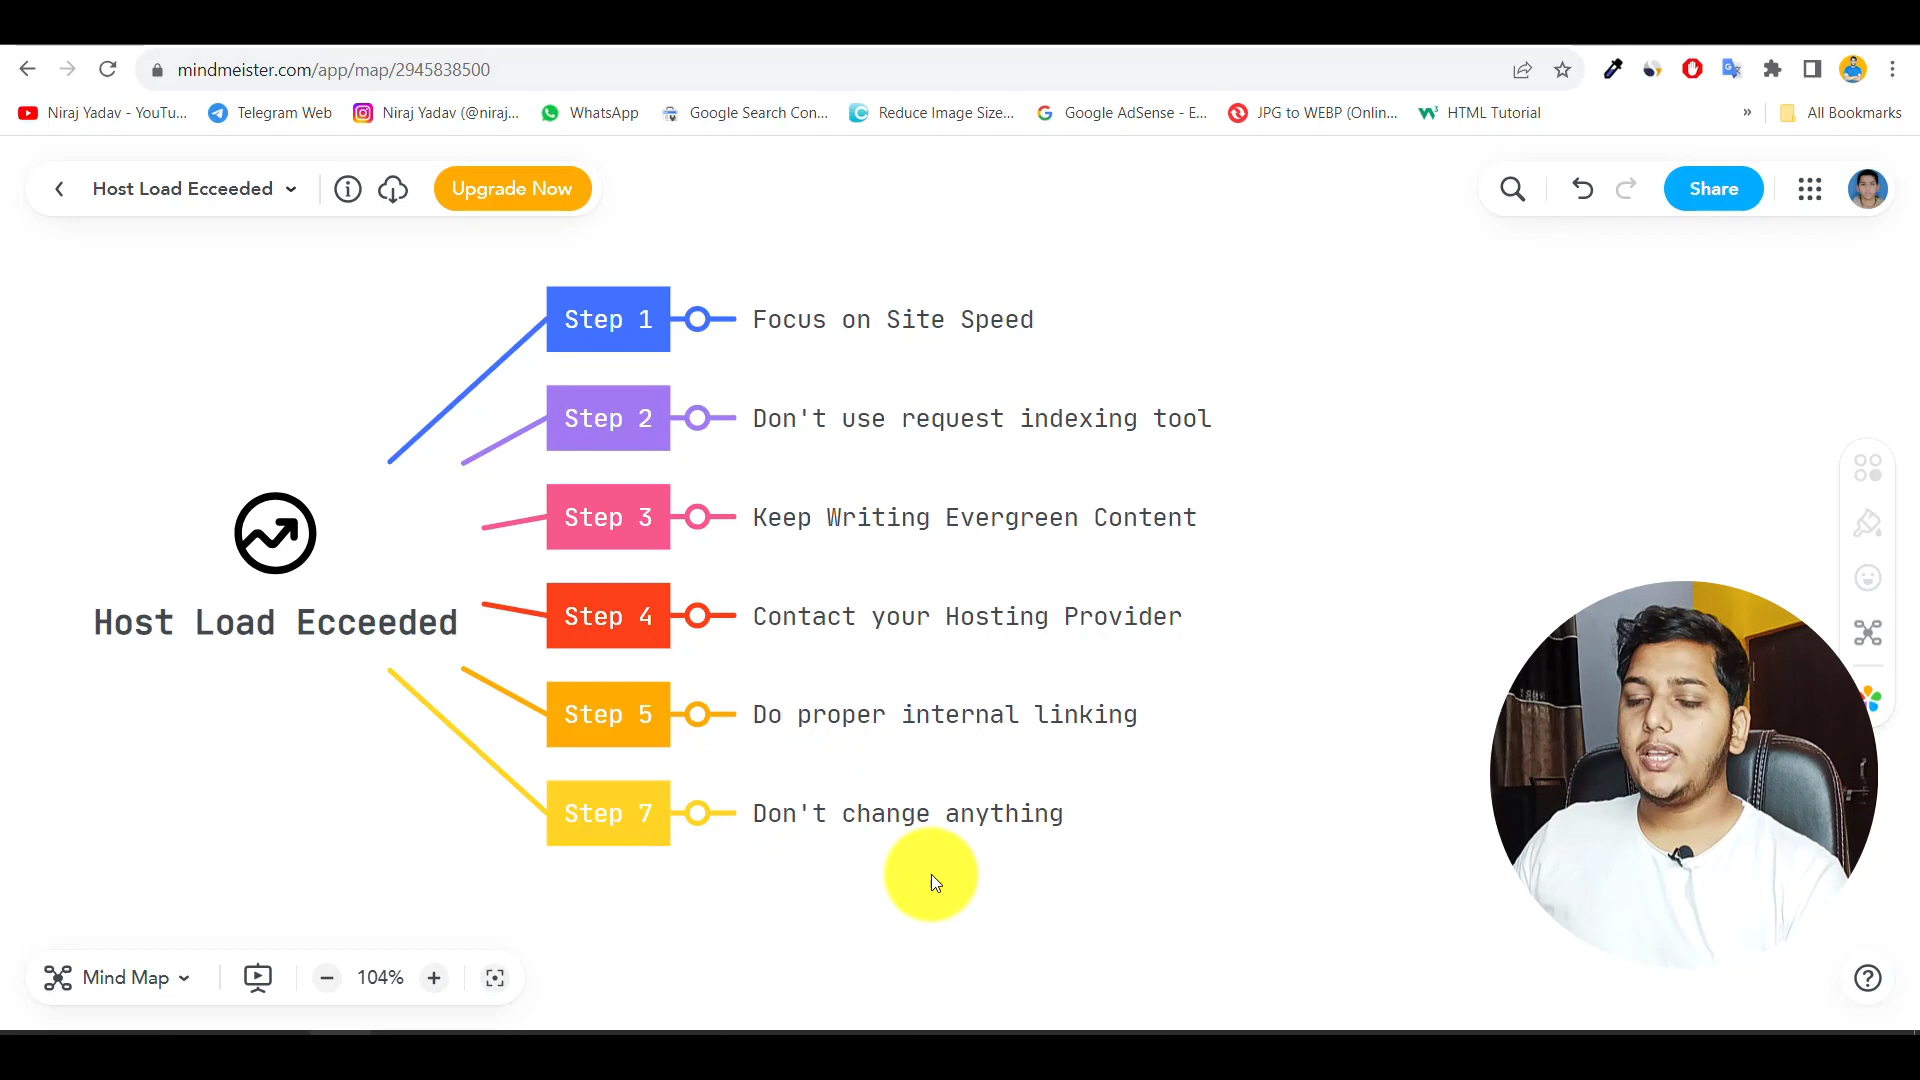 mindmeister.com/app/map/2945838500
Niraj Yadav - YouTu...
Telegram Web
Niraj Yadav (@niraj...
WhatsApp
Google Search Con...
Reduce Image Size...
Google AdSense - E...
JPG to WEBP (Onlin...
HTML Tutorial
»
All Bookmarks
Host Load Ecceeded
Upgrade Now
Share
Step 1 Focus on Site Speed
Step 2 Don't use request indexing tool
Step 3 Keep Writing Evergreen Content
Host Load Ecceeded
Step 4 Contact your Hosting Provider
Step 5 Do proper internal linking
Step 7 Don't change anything
Mind Map
104%